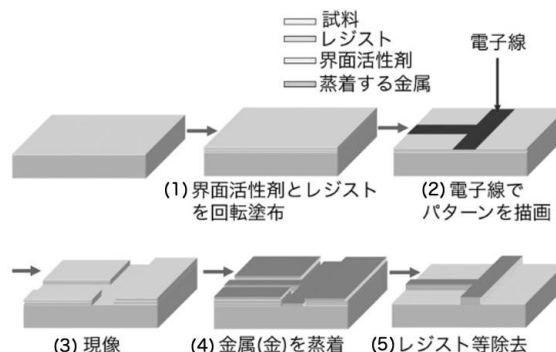 試料
レジスト
界面活性剤
蒸着する金属
電子線
(1) 界面活性剤とレジスト
を回転塗布
(2) 電子線で
パターンを描画
(3) 現像
(4) 金属(金)を蒸着
(5)レジスト等除去